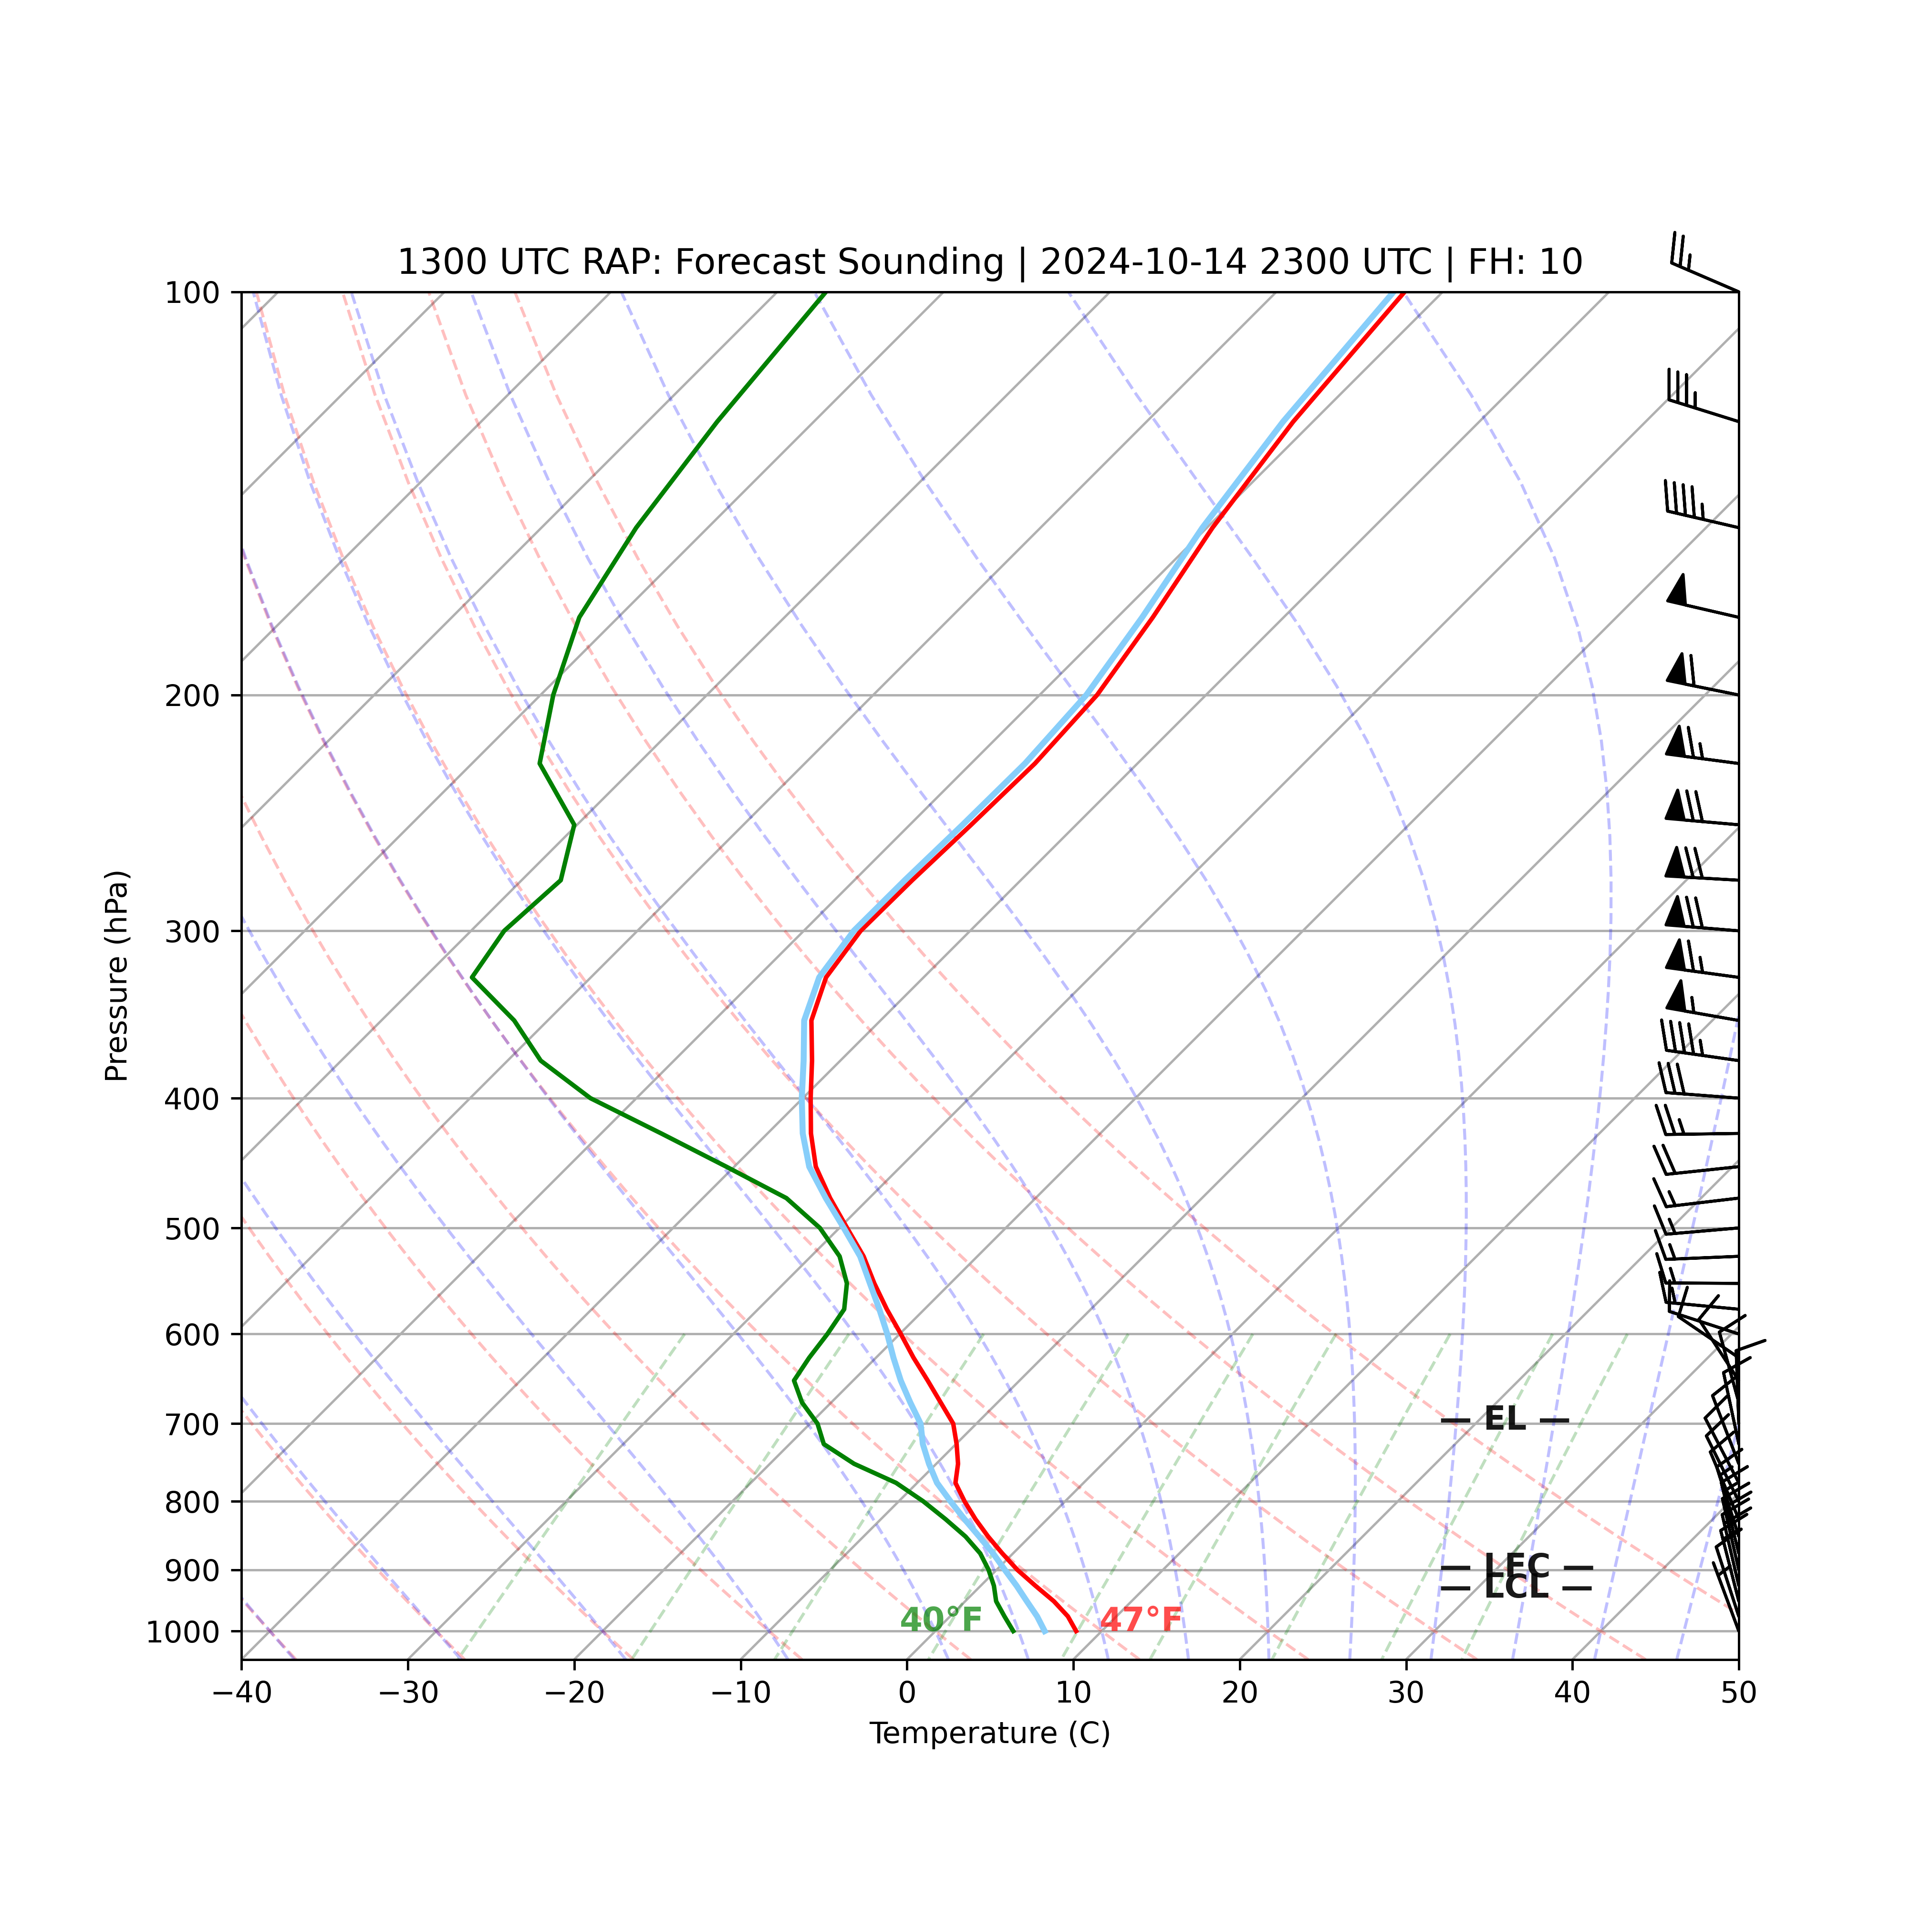 1300 UTC RAP: Forecast Sounding | 2024-10-14 2300 UTC | FH: 10
100
200
300
400
500
600
700
800
900
1000
Pressure (hPa)
— EL —
— LFC —
— LCL —
40°F
47°F
−40 −30 −20 −10 0 10 20 30 40 50
Temperature (C)